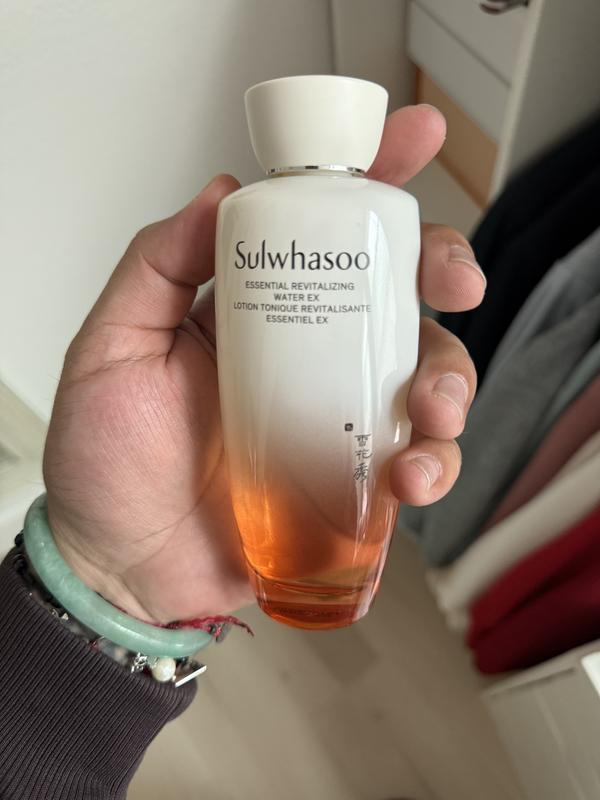 Sulwhasoo
ESSENTIAL REVITALIZING
WATER EX
LOTION TONIQUE REVITALISANTE
ESSENTIEL EX
雪花秀